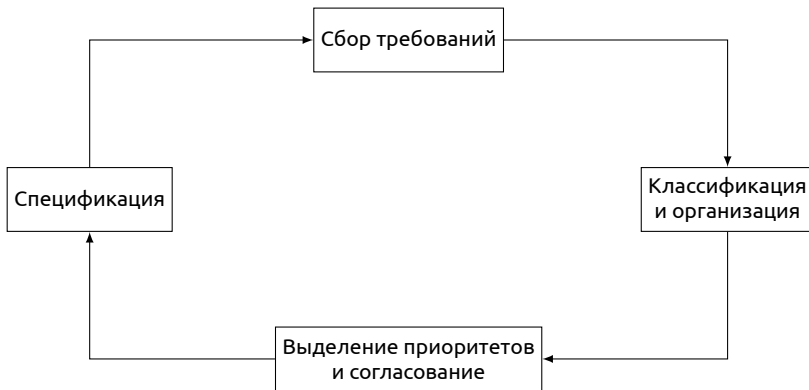 Сбор требований
Спецификация
Классификация
и организация
Выделение приоритетов
и согласование